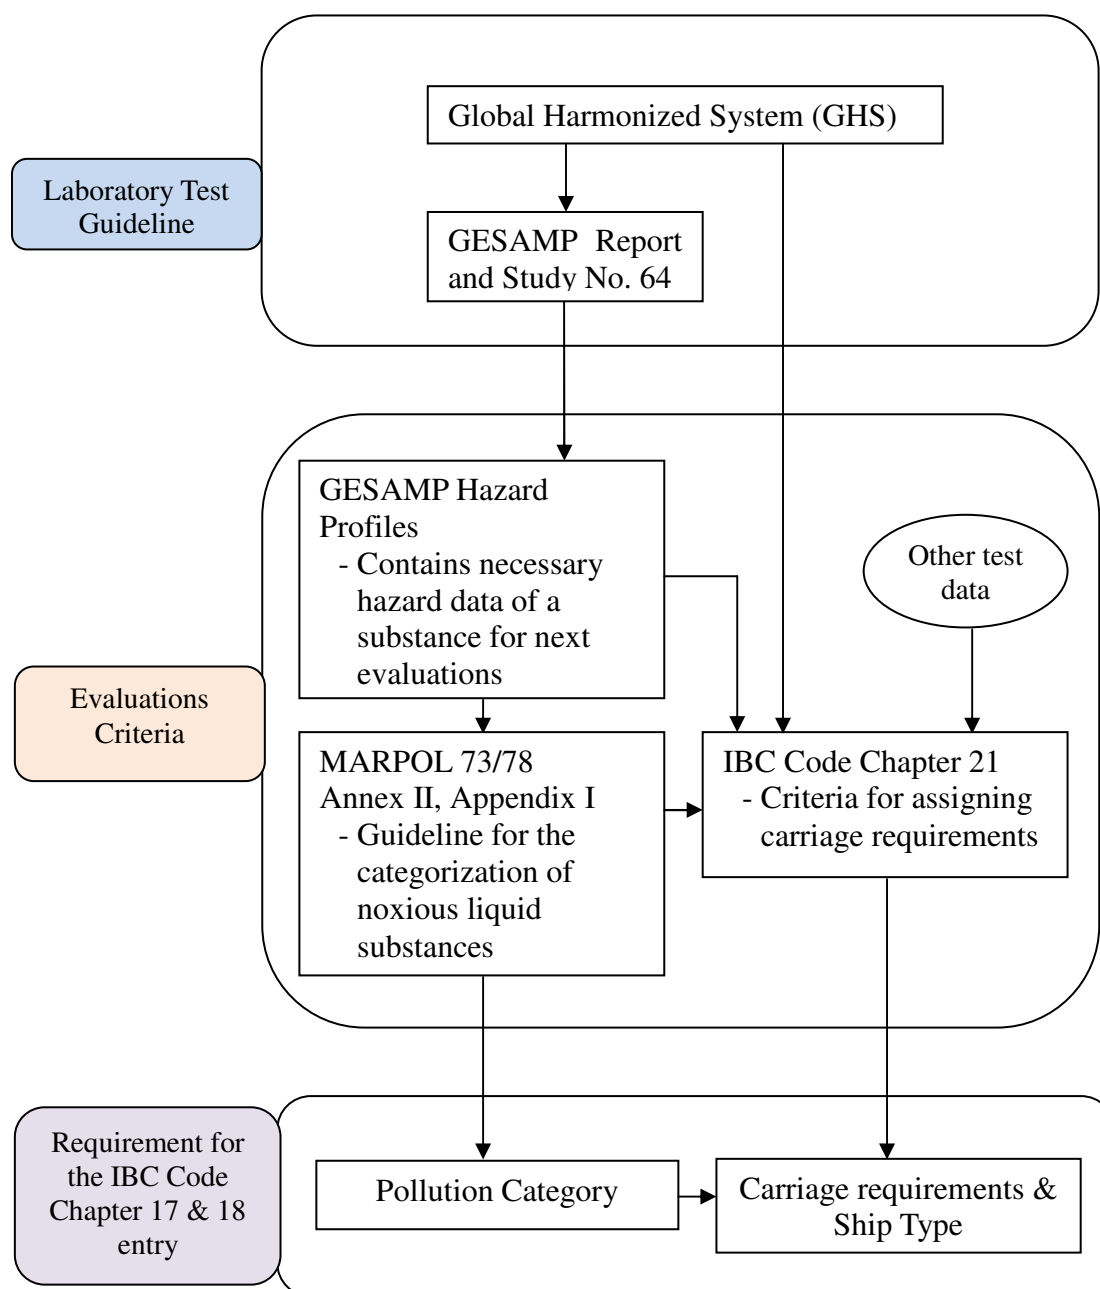 Global Harmonized System (GHS)
Laboratory Test
Guideline
GESAMP Report
and Study No. 64
GESAMP Hazard
Profiles
- Contains necessary
hazard data of a
substance for next
evaluations
Other test
data
Evaluations
Criteria
MARPOL 73/78
Annex II, Appendix I
- Guideline for the
categorization of
noxious liquid
substances
IBC Code Chapter 21
- Criteria for assigning
carriage requirements
Requirement for
the IBC Code
Chapter 17 & 18
entry
Pollution Category
Carriage requirements &
Ship Type